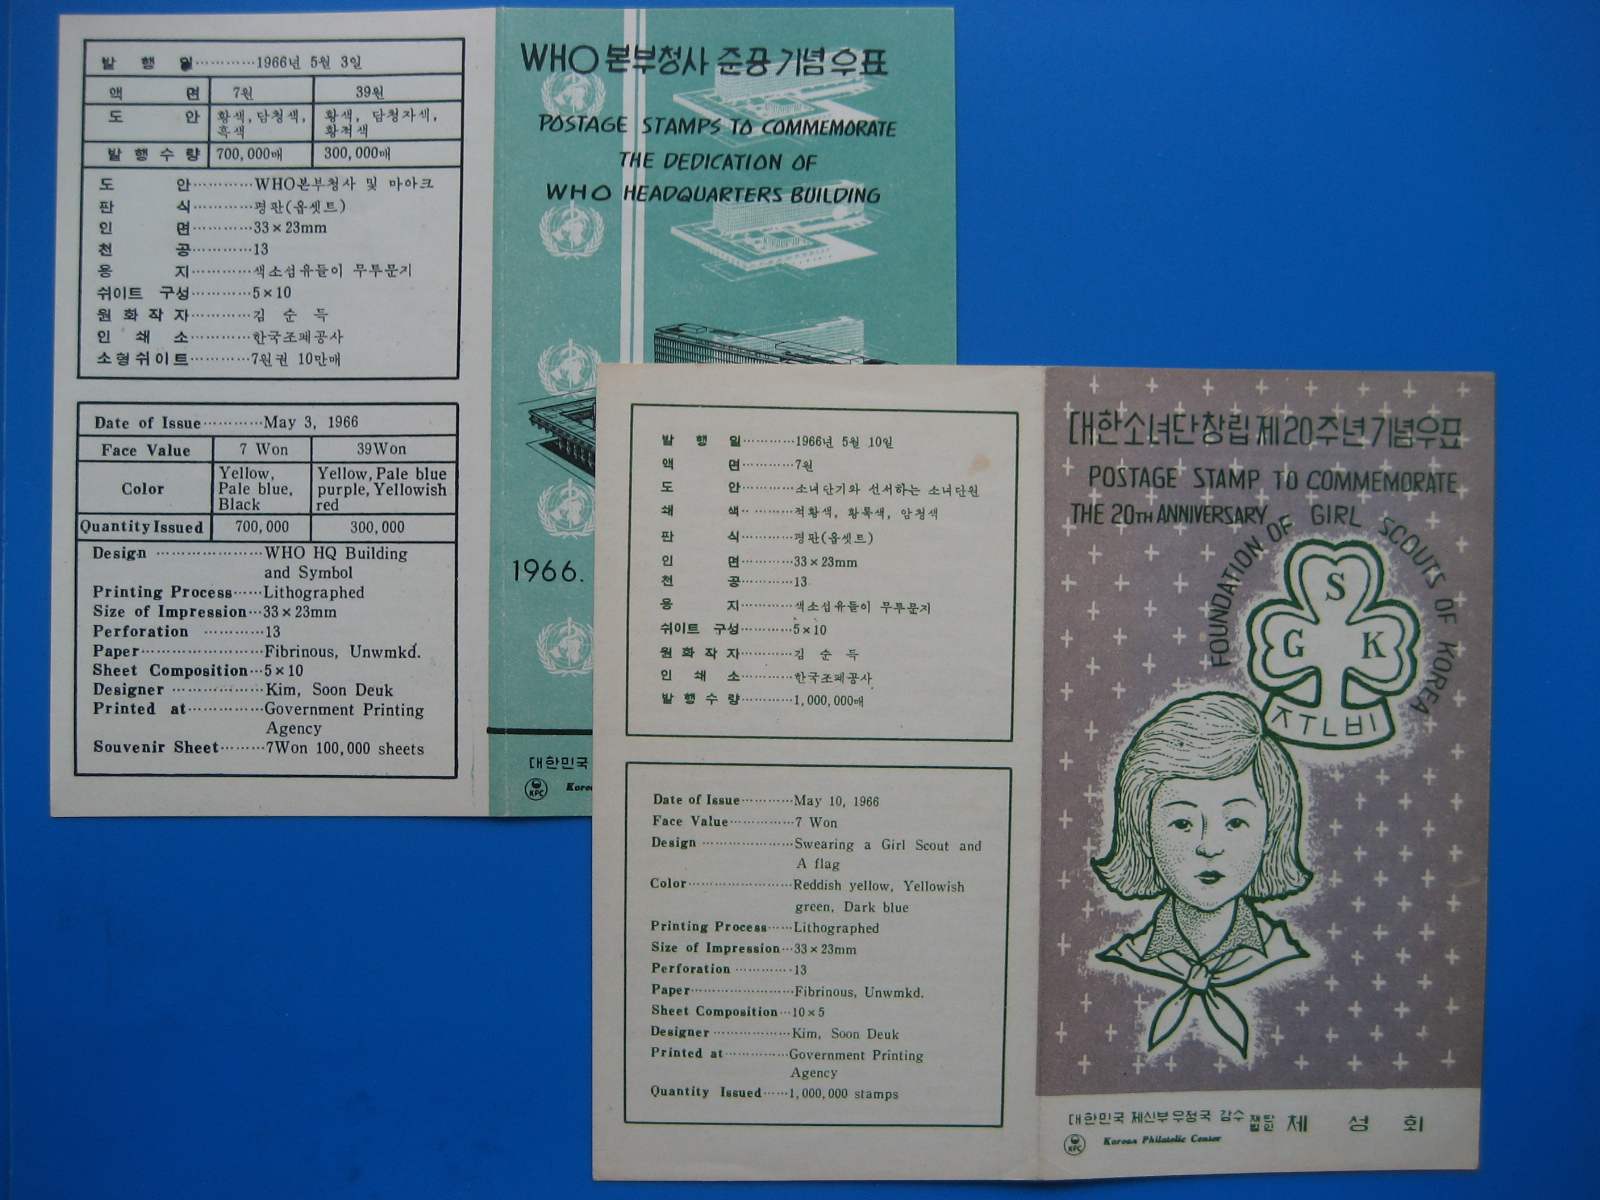 발 행 일············1966년 5월 3일
액 면 7원 39원
도 안 황색, 담청색, 흑색 황색, 담청자색, 황적색
발 행 수 량 700,000매 300,000매
도 안············WHO본부청사 및 마아크
판 식············평판(옵셋트)
인 면············33×23mm
천 공············13
용 지············색소섬유들이 무투문지
쉬이트 구성············5×10
원 화 작 자············김 순 득
인 쇄 소············한국조폐공사
소형쉬이트············7원권 10만매
Date of Issue············May 3, 1966
Face Value 7 Won 39Won
Color Yellow, Pale blue, Black Yellow, Pale blue purple, Yellowish red
Quantity Issued 700,000 300,000
Design ··················WHO HQ Building
and Symbol
Printing Process······Lithographed
Size of Impression···33×23mm
Perforation ············13
Paper··················Fibrinous, Unwmkd.
Sheet Composition···5×10
Designer ···············Kim, Soon Deuk
Printed at···············Government Printing
Agency
Souvenir Sheet·········7Won 100,000 sheets
WHO 본부청사 준공 기념 우표
POSTAGE STAMPS TO COMMEMORATE
THE DEDICATION OF
WHO HEADQUARTERS BUILDING
1966.
대한민국
KPC
발 행 일············1966년 5월 10일
액 면············7원
도 안············소녀단기와 선서하는 소녀단원
쇄 색············적황색, 황록색, 암청색
판 식············평판(옵셋트)
인 면············33×23mm
천 공············13
용 지············색소섬유들이 무투문지
쉬이트 구성············5×10
원 화 작 자············김 순 득
인 쇄 소············한국조폐공사
발 행 수 량············1,000,000매
Date of Issue············May 10, 1966
Face Value···············7 Won
Design ·····················Swearing a Girl Scout and
A flag
Color·····················Reddish yellow, Yellowish
green, Dark blue
Printing Process······Lithographed
Size of Impression···33×23mm
Perforation ············13
Paper·····················Fibrinous, Unwmkd.
Sheet Composition···10×5
Designer ···············Kim, Soon Deuk
Printed at···············Government Printing
Agency
Quantity Issued······1,000,000 stamps
대한소녀단창립제20주년기념우표
POSTAGE STAMP TO COMMEMORATE
THE 20TH ANNIVERSARY
FOUNDATION OF GIRL SCOUTS OF KOREA
S
G K
ㅈㅜㄴㅂㅣ
대한민국 체신부우정국 감수 재단법인 체 성 회
KPC Korean Philatelic Center